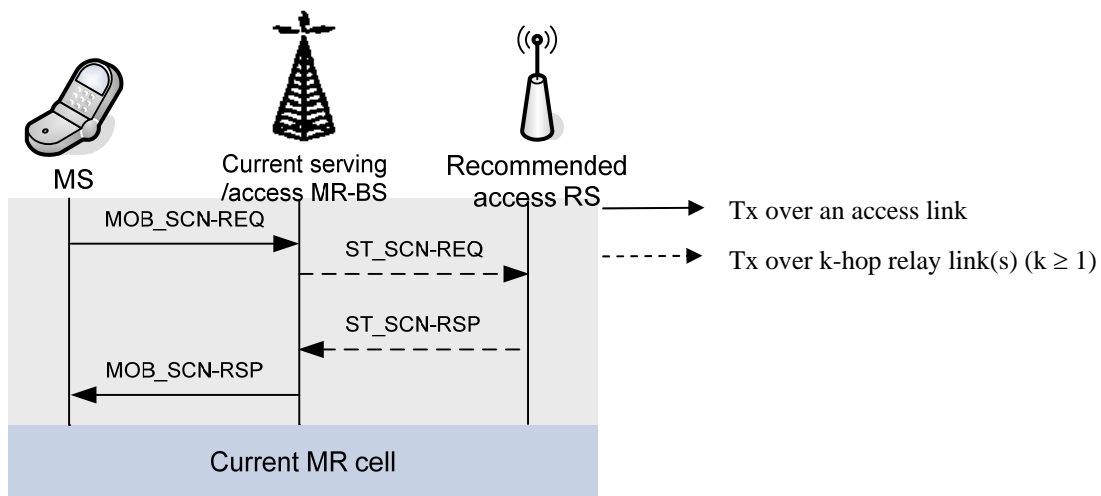 MS
Current serving
/access MR-BS
Recommended
access RS
MOB_SCN-REQ
ST_SCN-REQ
ST_SCN-RSP
MOB_SCN-RSP
Current MR cell
Tx over an access link
Tx over k-hop relay link(s) (k ≥ 1)